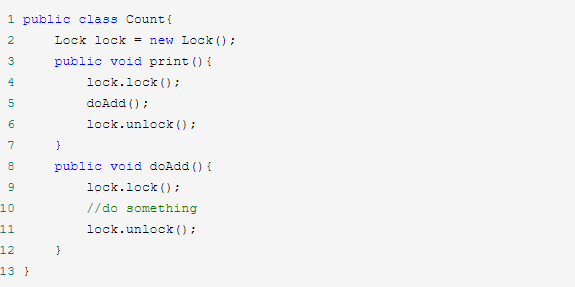 1 public class Count{
2     Lock lock = new Lock();
3     public void print(){
4         lock.lock();
5         doAdd();
6         lock.unlock();
7     }
8     public void doAdd(){
9         lock.lock();
10         //do something
11         lock.unlock();
12     }
13 }